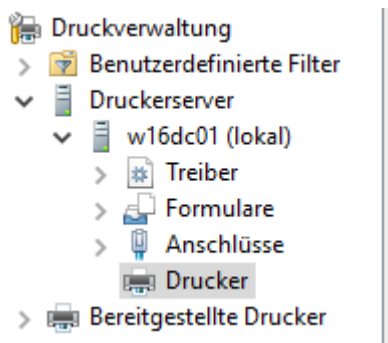 Druckverwaltung
Benutzerdefinierte Filter
Druckerserver
w16dc01 (lokal)
Treiber
Formulare
Anschlüsse
Drucker
Bereitgestellte Drucker